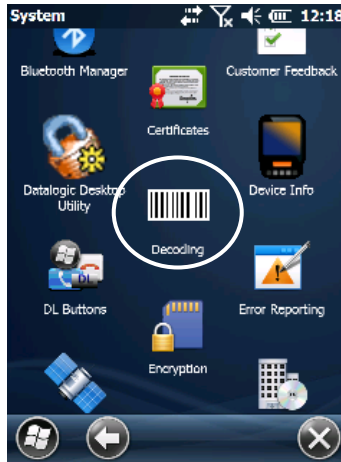 System 12:18
Bluetooth Manager
Customer Feedback
Certificates
Datalogic Desktop
Utility
Device Info
Decoding
DL
DL Buttons
Error Reporting
Encryption